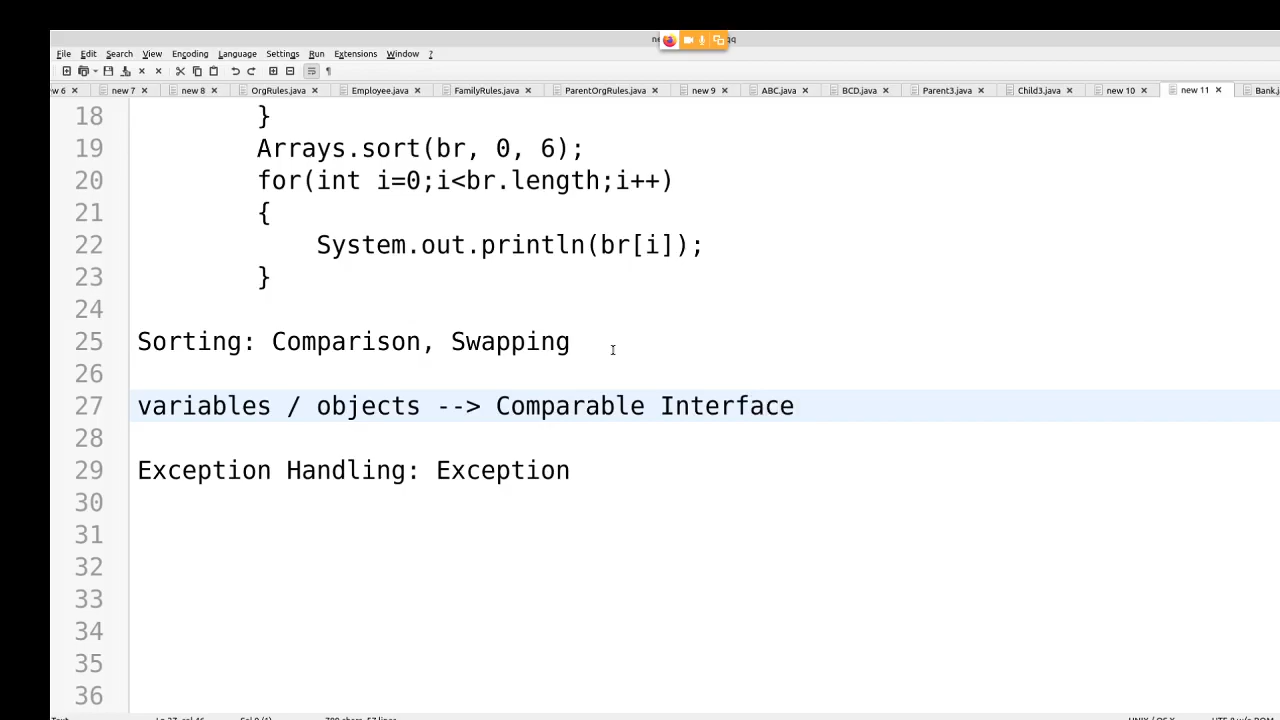 File Edit Search View Encoding Language Settings Run Extensions Window ?
new 7 new 8 OrgRules.java Employee.java FamilyRules.java ParentOrgRules.java new 9 ABC.java BCD.java Parent3.java Child3.java new 10 new 11
18 }
19 Arrays.sort(br, 0, 6);
20 for(int i=0;i<br.length;i++)
21 {
22 System.out.println(br[i]);
23 }
24
25 Sorting: Comparison, Swapping
26
27 variables / objects --> Comparable Interface
28
29 Exception Handling: Exception
30
31
32
33
34
35
36